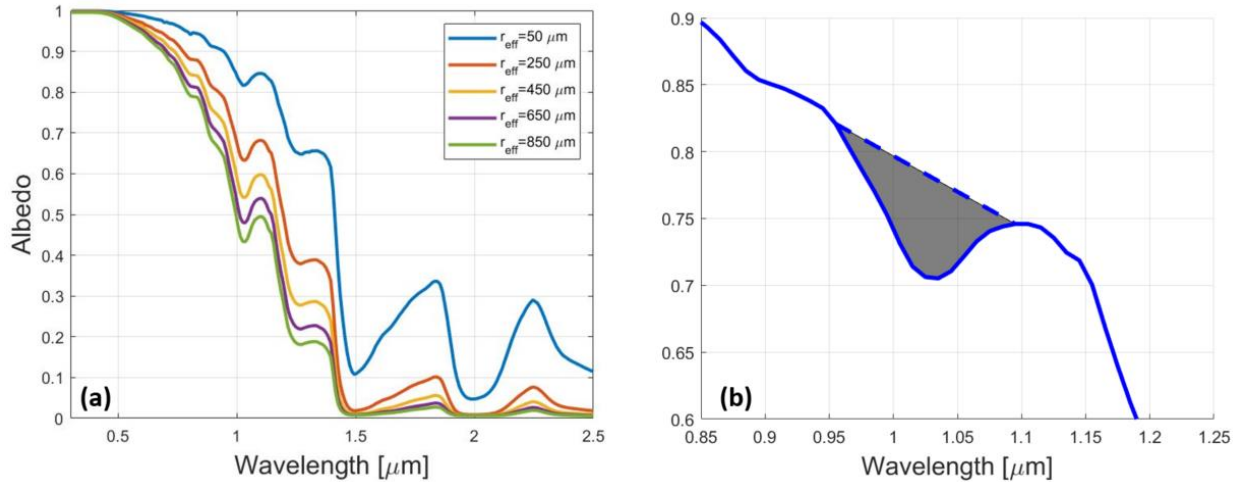 Albedo
1
0.9
0.8
0.7
0.6
0.5
0.4
0.3
0.2
0.1
0
r_eff=50 μm
r_eff=250 μm
r_eff=450 μm
r_eff=650 μm
r_eff=850 μm
(a)
0.5 1 1.5 2 2.5
Wavelength [μm]
0.9
0.85
0.8
0.75
0.7
0.65
0.6
(b)
0.85 0.9 0.95 1 1.05 1.1 1.15 1.2 1.25
Wavelength [μm]